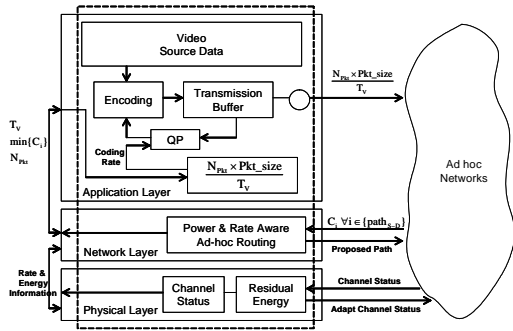 Video
Source Data
Encoding
Transmission
Buffer
N_Pkt × Pkt_size
T_V
QP
Coding
Rate
T_V
min{C_i}
N_Pkt
N_Pkt × Pkt_size
T_V
Application Layer
Ad hoc
Networks
Power & Rate Aware
Ad-hoc Routing
C_i ∀i ∈ {path_S-D}
Proposed Path
Network Layer
Rate &
Energy
Information
Channel
Status
Residual
Energy
Channel Status
Adapt Channel Status
Physical Layer